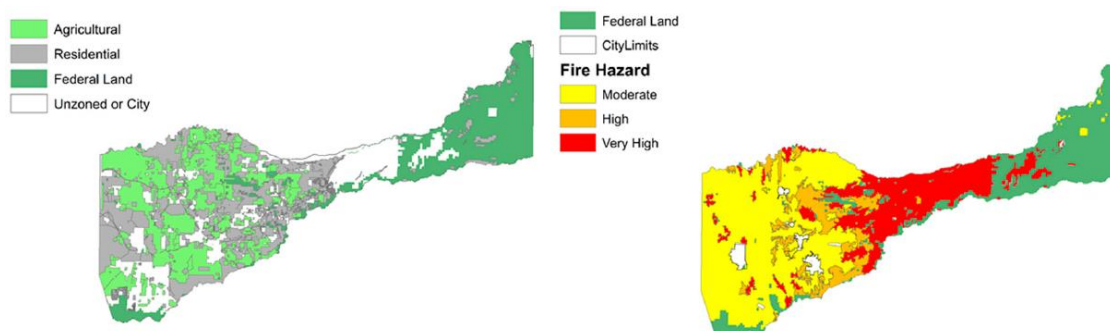 Agricultural
Residential
Federal Land
Unzoned or City
Federal Land
CityLimits
Fire Hazard
Moderate
High
Very High